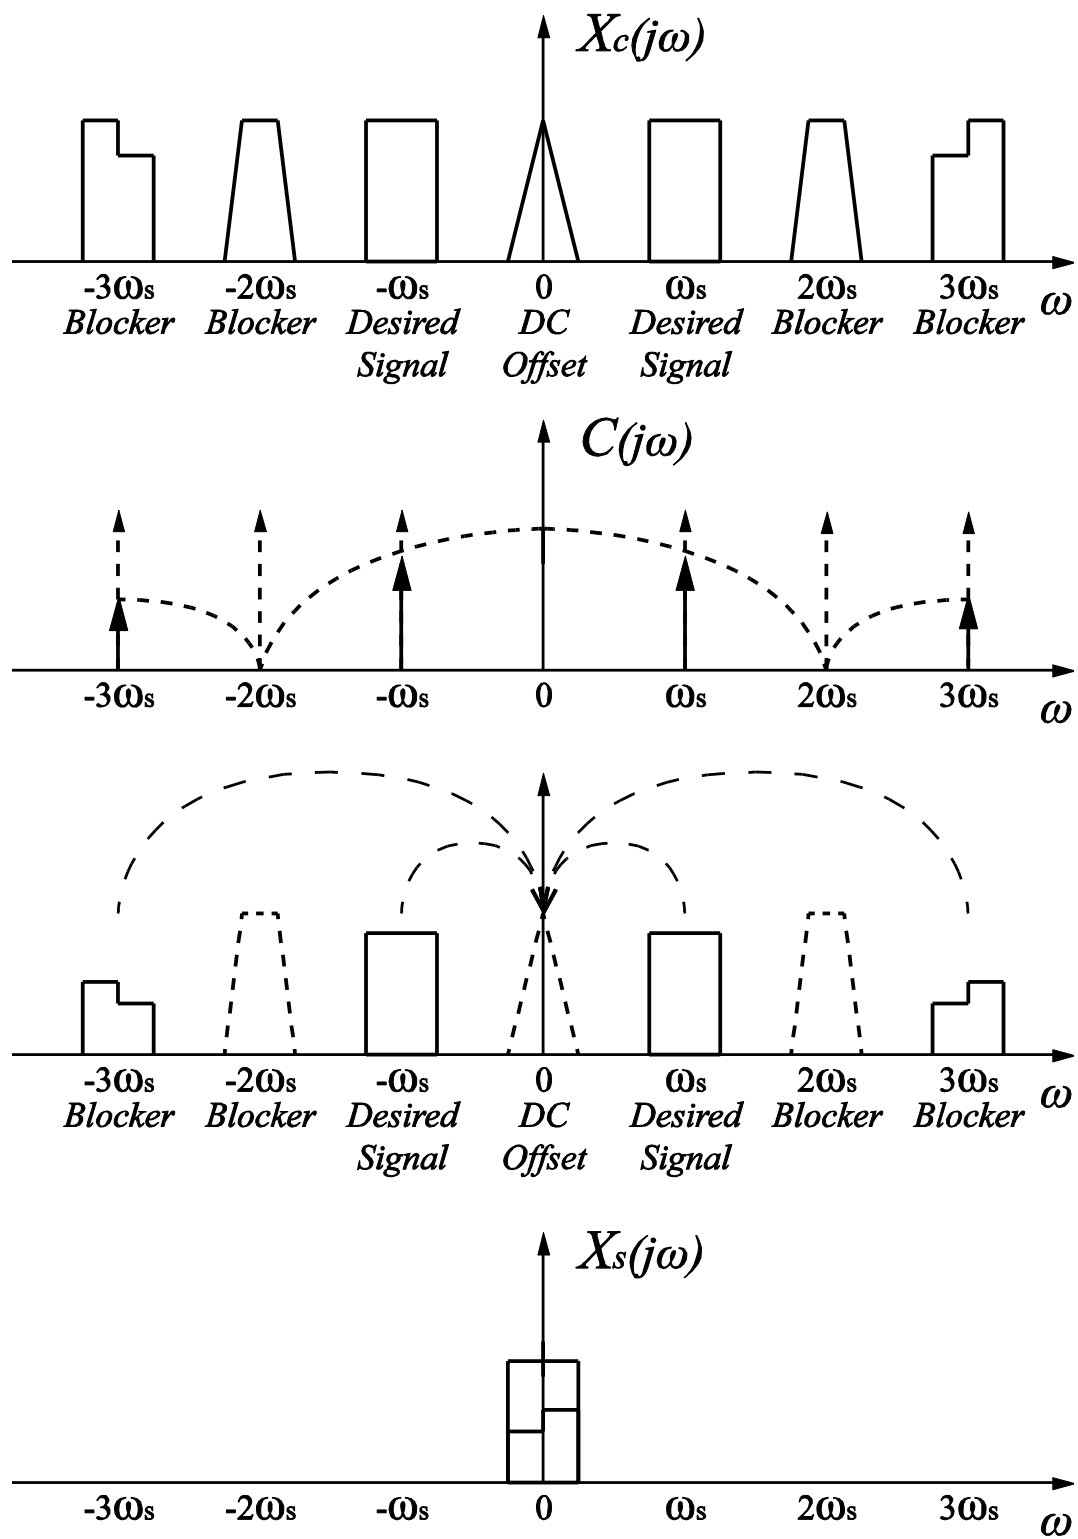 Xc(jω)
-3ωs -2ωs -ωs 0 ωs 2ωs 3ωs ω
Blocker Blocker Desired DC Desired Blocker Blocker
Signal Offset Signal
C(jω)
-3ωs -2ωs -ωs 0 ωs 2ωs 3ωs ω
-3ωs -2ωs -ωs 0 ωs 2ωs 3ωs ω
Blocker Blocker Desired DC Desired Blocker Blocker
Signal Offset Signal
Xs(jω)
-3ωs -2ωs -ωs 0 ωs 2ωs 3ωs ω